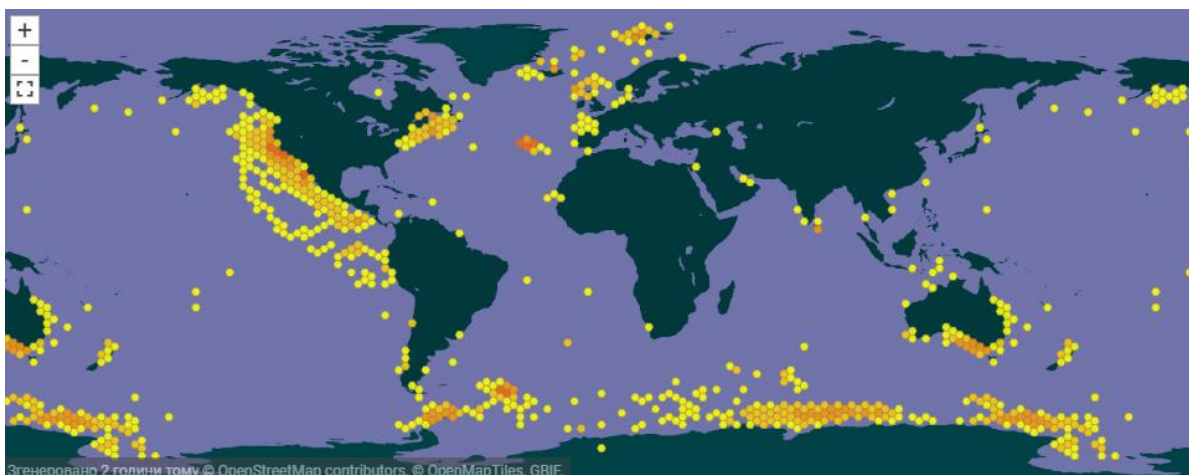 +
-
Згенеровано 2 години тому © OpenStreetMap contributors, © OpenMapTiles, GBIF